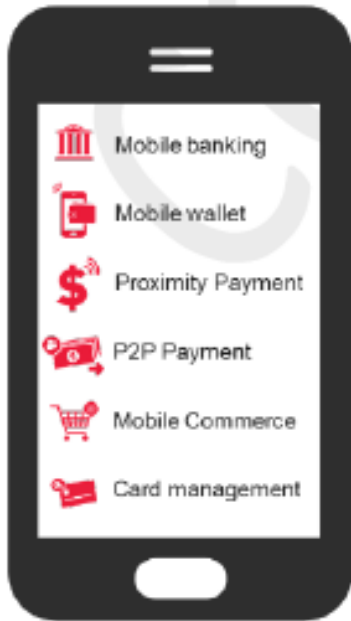 Mobile banking
Mobile wallet
Proximity Payment
P2P Payment
Mobile Commerce
Card management